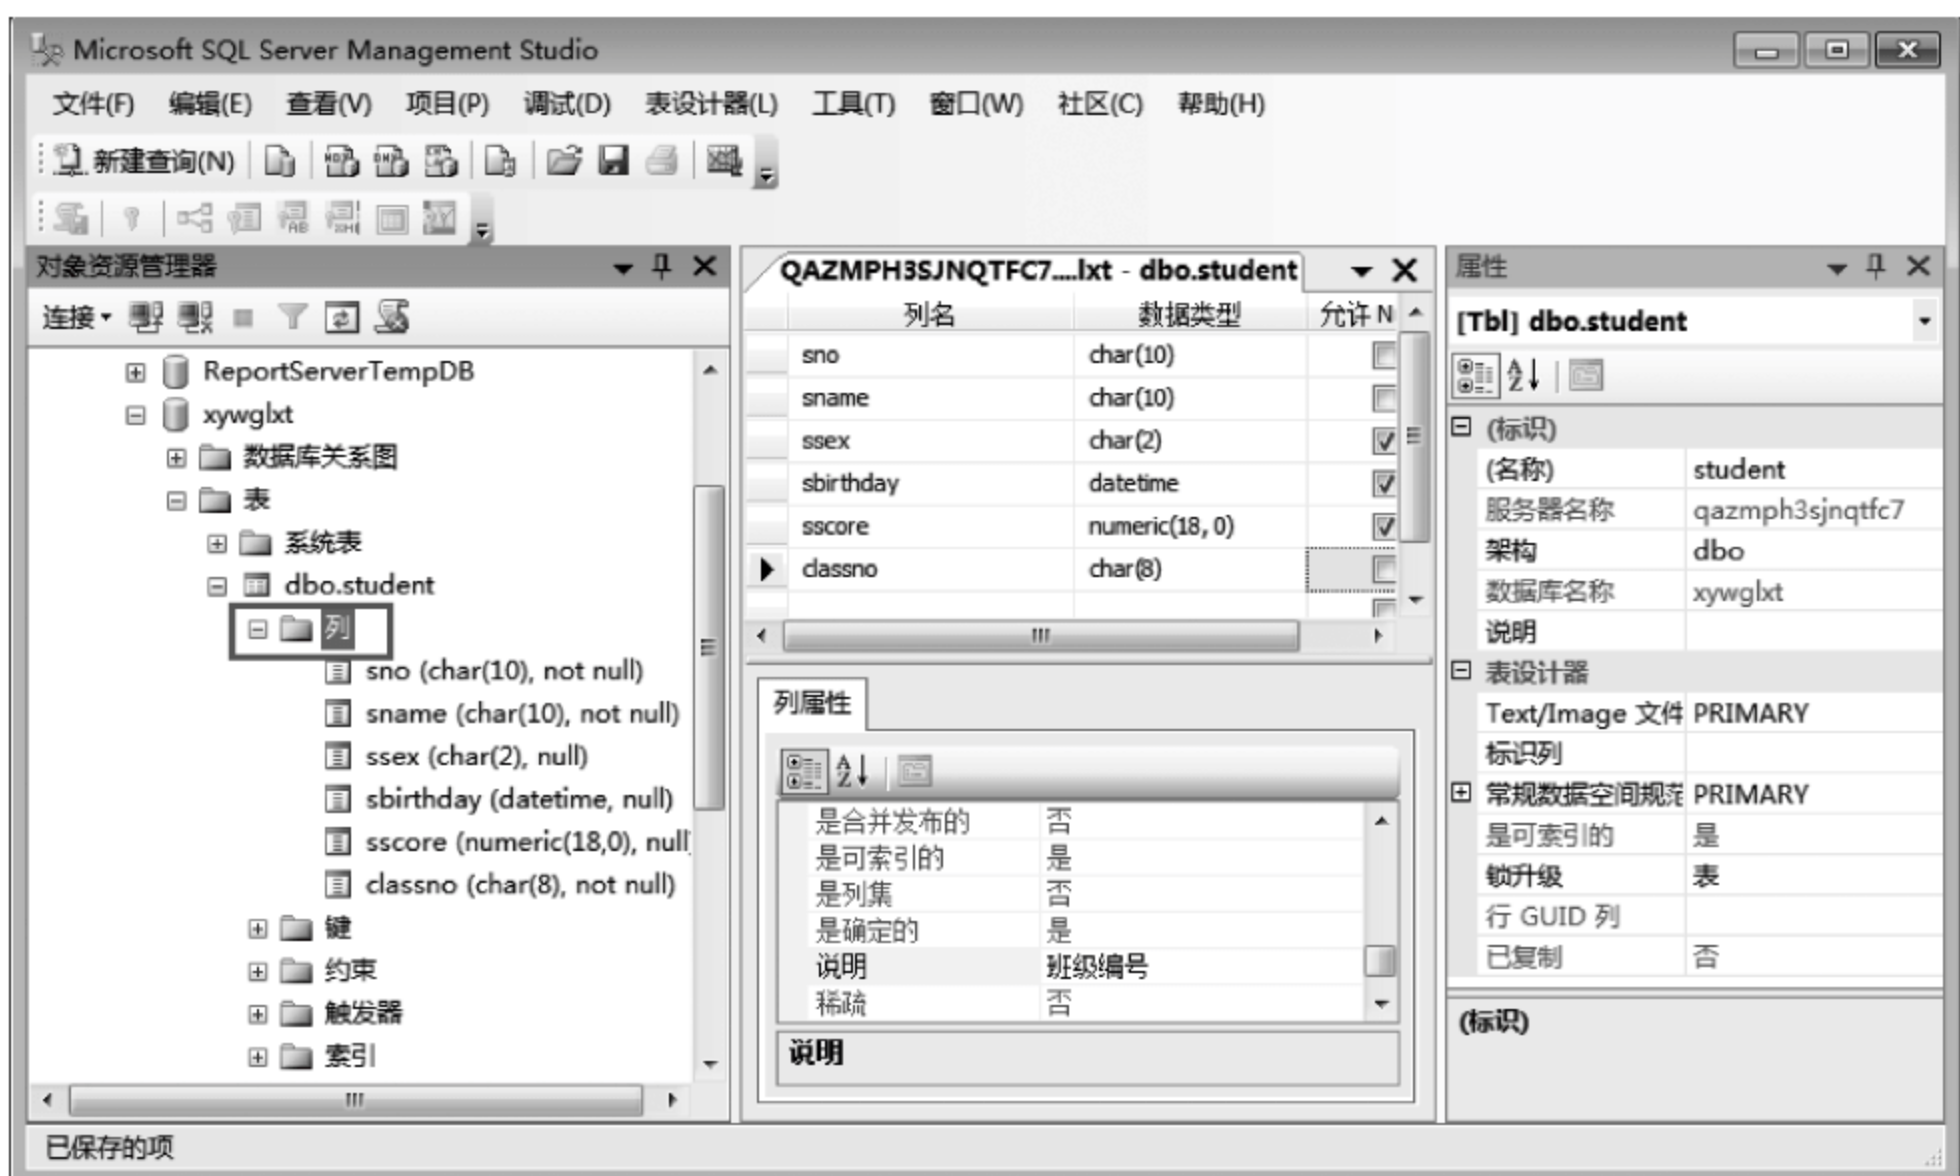 Microsoft SQL Server Management Studio
文件(F) 编辑(E) 查看(V) 项目(P) 调试(D) 表设计器(L) 工具(T) 窗口(W) 社区(C) 帮助(H)
新建查询(N)
对象资源管理器
连接
ReportServerTempDB
xywglxt
数据库关系图
表
系统表
dbo.student
列
sno (char(10), not null)
sname (char(10), not null)
ssex (char(2), null)
sbirthday (datetime, null)
sscore (numeric(18,0), null
classno (char(8), not null)
键
约束
触发器
索引
QAZMPH3SJNQTFC7....lxt - dbo.student
列名 数据类型 允许 N
sno char(10)
sname char(10)
ssex char(2)
sbirthday datetime
sscore numeric(18, 0)
classno char(8)
列属性
是合并发布的 否
是可索引的 是
是列集 否
是确定的 是
说明 班级编号
稀疏 否
说明
属性
[Tbl] dbo.student
(标识)
(名称) student
服务器名称 qazmph3sjnqtfc7
架构 dbo
数据库名称 xywglxt
说明
表设计器
Text/Image 文件 PRIMARY
标识列
常规数据空间规范 PRIMARY
是可索引的 是
锁升级 表
行 GUID 列
已复制 否
(标识)
已保存的项